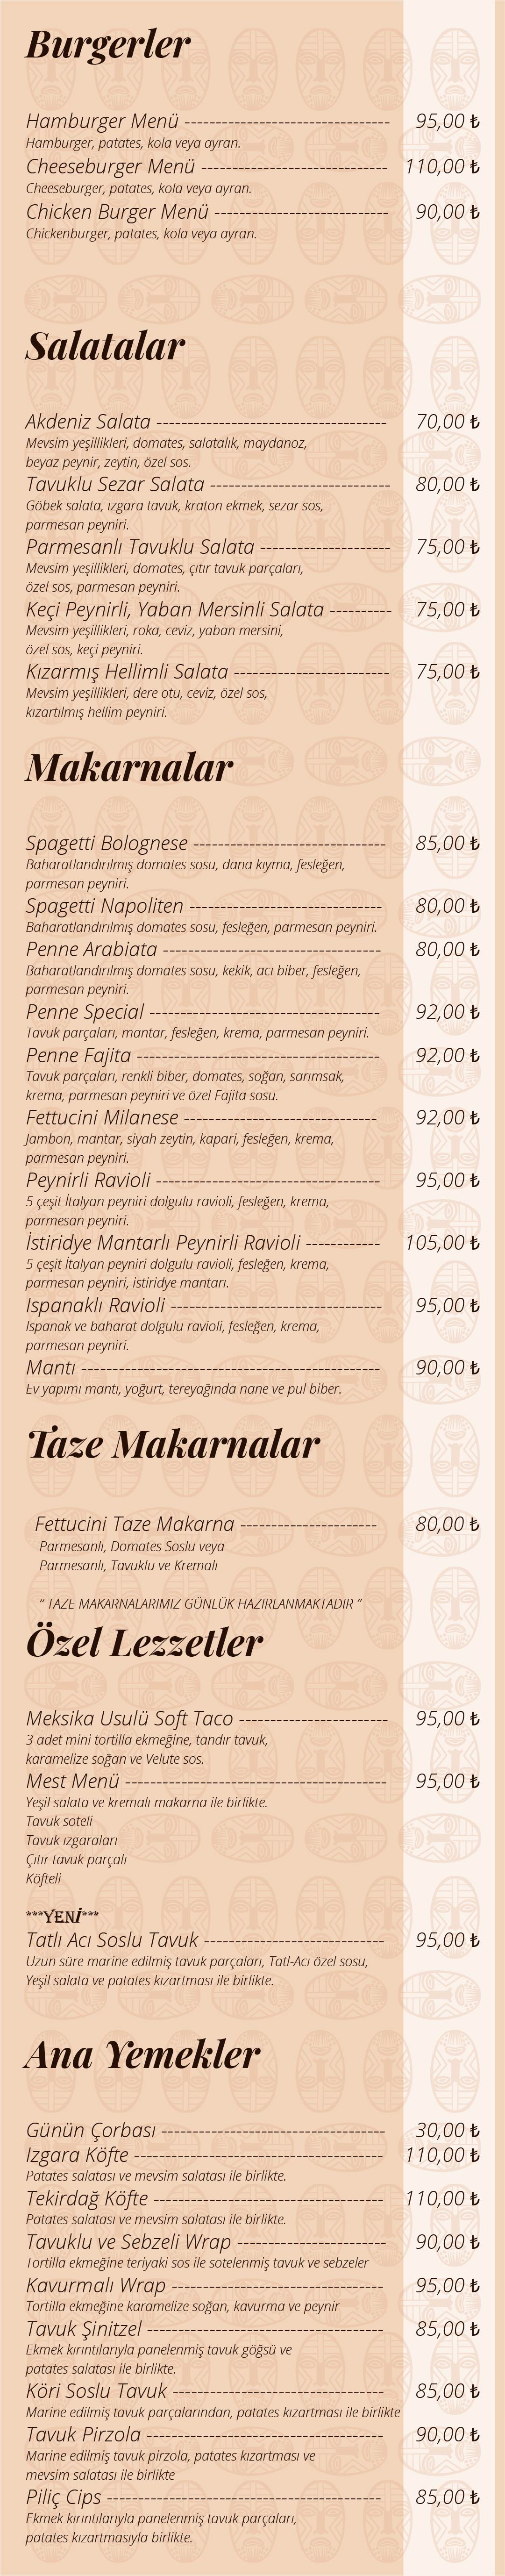 Burgerler
Hamburger Menü ------------------------------ 95,00 ₺
Hamburger, patates, kola veya ayran.
Cheeseburger Menü --------------------------- 110,00 ₺
Cheeseburger, patates, kola veya ayran.
Chicken Burger Menü ------------------------- 90,00 ₺
Chickenburger, patates, kola veya ayran.
Salatalar
Akdeniz Salata --------------------------------- 70,00 ₺
Mevsim yeşillikleri, domates, salatalık, maydanoz,
beyaz peynir, zeytin, özel sos.
Tavuklu Sezar Salata -------------------------- 80,00 ₺
Göbek salata, ızgara tavuk, kraton ekmek, sezar sos,
parmesan peyniri.
Parmesanlı Tavuklu Salata ------------------- 75,00 ₺
Mevsim yeşillikleri, domates, çıtır tavuk parçaları,
özel sos, parmesan peyniri.
Keçi Peynirli, Yaban Mersinli Salata --------- 75,00 ₺
Mevsim yeşillikleri, roka, ceviz, yaban mersini,
özel sos, keçi peyniri.
Kızarmış Hellimli Salata ---------------------- 75,00 ₺
Mevsim yeşillikleri, dere otu, ceviz, özel sos,
kızartılmış hellim peyniri.
Makarnalar
Spagetti Bolognese ---------------------------- 85,00 ₺
Baharatlandırılmış domates sosu, dana kıyma, fesleğen,
parmesan peyniri.
Spagetti Napoliten ---------------------------- 80,00 ₺
Baharatlandırılmış domates sosu, fesleğen, parmesan peyniri.
Penne Arabiata -------------------------------- 80,00 ₺
Baharatlandırılmış domates sosu, kekik, acı biber, fesleğen,
parmesan peyniri.
Penne Special ---------------------------------- 92,00 ₺
Tavuk parçaları, mantar, fesleğen, krema, parmesan peyniri.
Penne Fajita ----------------------------------- 92,00 ₺
Tavuk parçaları, renkli biber, domates, soğan, sarımsak,
krema, parmesan peyniri ve özel Fajita sosu.
Fettucini Milanese ---------------------------- 92,00 ₺
Jambon, mantar, siyah zeytin, kapari, fesleğen, krema,
parmesan peyniri.
Peynirli Ravioli -------------------------------- 95,00 ₺
5 çeşit İtalyan peyniri dolgulu ravioli, fesleğen, krema,
parmesan peyniri.
İstiridye Mantarlı Peynirli Ravioli ----------- 105,00 ₺
5 çeşit İtalyan peyniri dolgulu ravioli, fesleğen, krema,
parmesan peyniri, istiridye mantarı.
Ispanaklı Ravioli ------------------------------ 95,00 ₺
Ispanak ve baharat dolgulu ravioli, fesleğen, krema,
parmesan peyniri.
Mantı ------------------------------------------- 90,00 ₺
Ev yapımı mantı, yoğurt, tereyağında nane ve pul biber.
Taze Makarnalar
Fettucini Taze Makarna -------------------- 80,00 ₺
Parmesanlı, Domates Soslu veya
Parmesanlı, Tavuklu ve Kremalı
“ TAZE MAKARNALARIMIZ GÜNLÜK HAZIRLANMAKTADIR ”
Özel Lezzetler
Meksika Usulü Soft Taco ---------------------- 95,00 ₺
3 adet mini tortilla ekmeğine, tandır tavuk,
karamelize soğan ve Velute sos.
Mest Menü -------------------------------------- 95,00 ₺
Yeşil salata ve kremalı makarna ile birlikte.
Tavuk soteli
Tavuk ızgaraları
Çıtır tavuk parçalı
Köfteli
***YENİ***
Tatlı Acı Soslu Tavuk -------------------------- 95,00 ₺
Uzun süre marine edilmiş tavuk parçaları, Tatl-Acı özel sosu,
Yeşil salata ve patates kızartması ile birlikte.
Ana Yemekler
Günün Çorbası -------------------------------- 30,00 ₺
Izgara Köfte ------------------------------------ 110,00 ₺
Patates salatası ve mevsim salatası ile birlikte.
Tekirdağ Köfte --------------------------------- 110,00 ₺
Patates salatası ve mevsim salatası ile birlikte.
Tavuklu ve Sebzeli Wrap ---------------------- 90,00 ₺
Tortilla ekmeğine teriyaki sos ile sotelenmiş tavuk ve sebzeler
Kavurmalı Wrap ------------------------------- 95,00 ₺
Tortilla ekmeğine karamelize soğan, kavurma ve peynir
Tavuk Şinitzel ---------------------------------- 85,00 ₺
Ekmek kırıntılarıyla panelenmiş tavuk göğsü ve
patates salatası ile birlikte.
Köri Soslu Tavuk ------------------------------- 85,00 ₺
Marine edilmiş tavuk parçalarından, patates kızartması ile birlikte
Tavuk Pirzola ---------------------------------- 90,00 ₺
Marine edilmiş tavuk pirzola, patates kızartması ve
mevsim salatası ile birlikte
Piliç Cips ---------------------------------------- 85,00 ₺
Ekmek kırıntılarıyla panelenmiş tavuk parçaları,
patates kızartmasıyla birlikte.